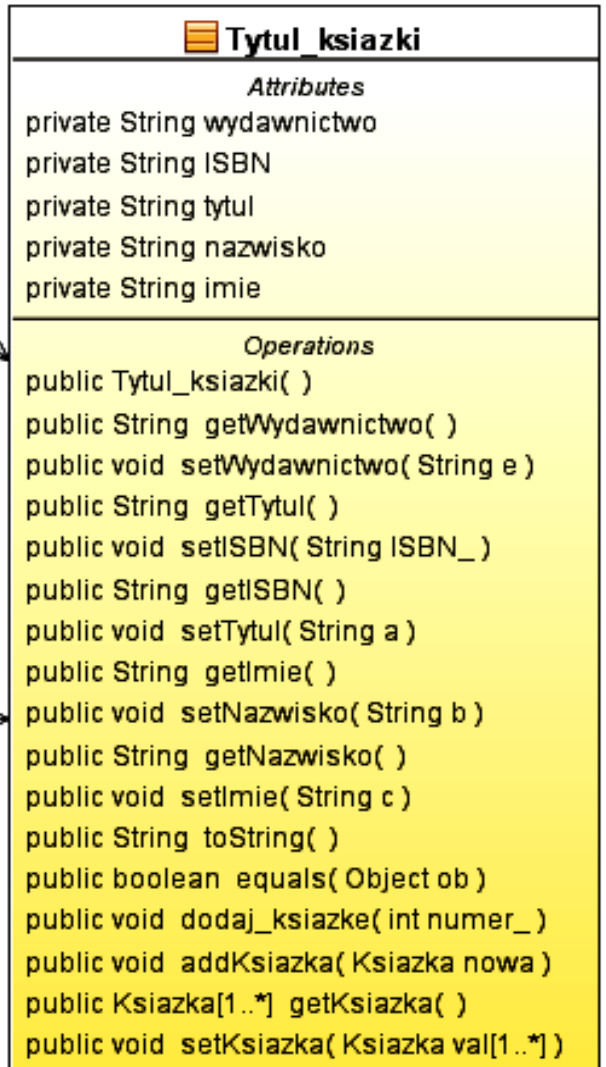 Tytul_ksiazki
Attributes
private String wydawnictwo
private String ISBN
private String tytul
private String nazwisko
private String imie
Operations
public Tytul_ksiazki( )
public String getWydawnictwo( )
public void setWydawnictwo( String e )
public String getTytul( )
public void setISBN( String ISBN_ )
public String getISBN( )
public void setTytul( String a )
public String getImie( )
public void setNazwisko( String b )
public String getNazwisko( )
public void setImie( String c )
public String toString( )
public boolean equals( Object ob )
public void dodaj_ksiazke( int numer_ )
public void addKsiazka( Ksiazka nowa )
public Ksiazka[1..*] getKsiazka( )
public void setKsiazka( Ksiazka val[1..*] )